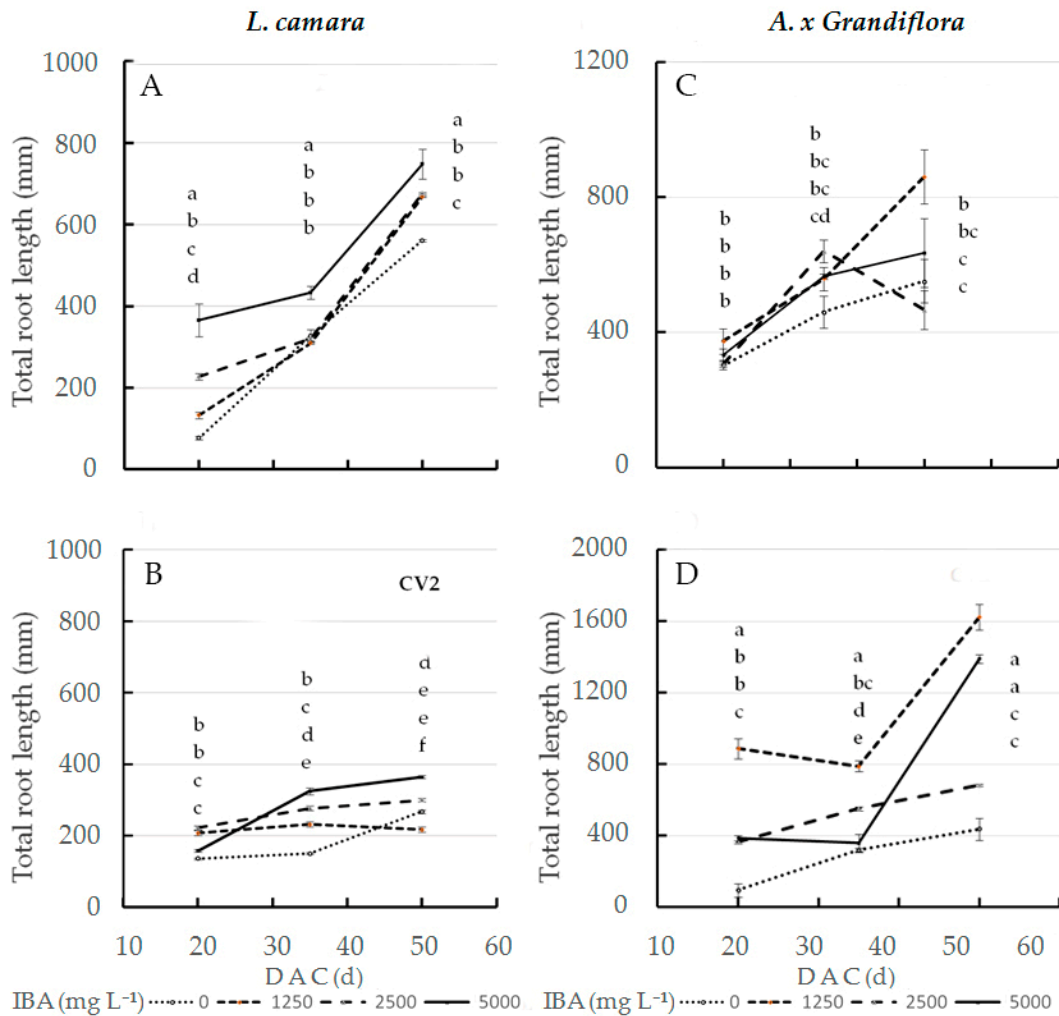 L. camara
A. x Grandiflora
A
Total root length (mm)
1000
800
600
400
200
0
a
b
c
d
a
b
b
b
a
b
b
c
C
Total root length (mm)
1200
800
400
0
b
b
b
b
b
bc
bc
cd
b
bc
c
c
B
CV2
Total root length (mm)
1000
800
600
400
200
0
b
b
c
c
b
c
d
e
d
e
e
f
10 20 30 40 50 60
D A C (d)
D
Total root length (mm)
2000
1600
1200
800
400
0
a
b
b
c
a
bc
d
e
a
a
c
c
10 20 30 40 50 60
D A C (d)
IBA (mg L⁻¹) 0 1250 2500 5000
IBA (mg L⁻¹) 0 1250 2500 5000